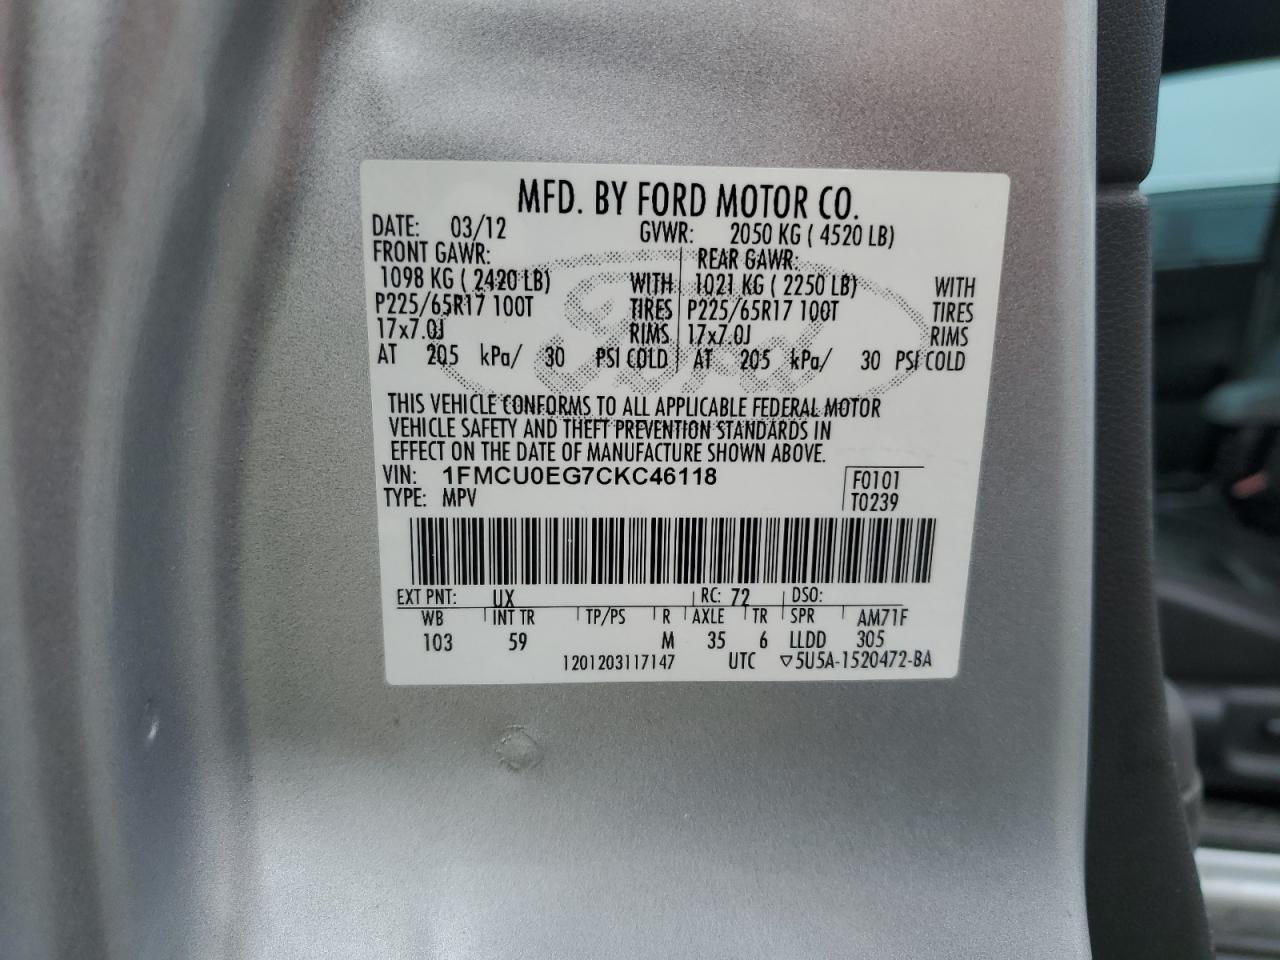 MFD. BY FORD MOTOR CO.
DATE: 03/12 GVWR: 2050 KG ( 4520 LB)
FRONT GAWR: REAR GAWR:
1098 KG ( 2420 LB) WITH 1021 KG ( 2250 LB) WITH
P225/65R17 100T TIRES P225/65R17 100T TIRES
17x7.0J RIMS 17x7.0J RIMS
AT 205 kPa/ 30 PSI COLD AT 205 kPa/ 30 PSI COLD
Ford
THIS VEHICLE CONFORMS TO ALL APPLICABLE FEDERAL MOTOR
VEHICLE SAFETY AND THEFT PREVENTION STANDARDS IN
EFFECT ON THE DATE OF MANUFACTURE SHOWN ABOVE.
VIN: 1FMCU0EG7CKC46118 F0101
TYPE: MPV T0239
EXT PNT: UX RC: 72 DSO:
WB INT TR TP/PS R AXLE TR SPR AM71F
103 59 M 35 6 LLDD 305
1201203117147 UTC ▽5U5A-1520472-BA